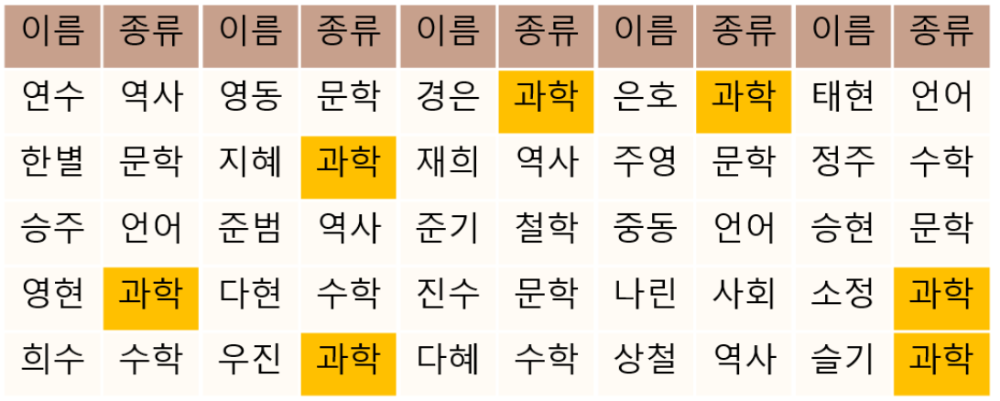 이름 종류 이름 종류 이름 종류 이름 종류 이름 종류
연수 역사 영동 문학 경은 과학 은호 과학 태현 언어
한별 문학 지혜 과학 재희 역사 주영 문학 정주 수학
승주 언어 준범 역사 준기 철학 중동 언어 승현 문학
영현 과학 다현 수학 진수 문학 나린 사회 소정 과학
희수 수학 우진 과학 다혜 수학 상철 역사 슬기 과학